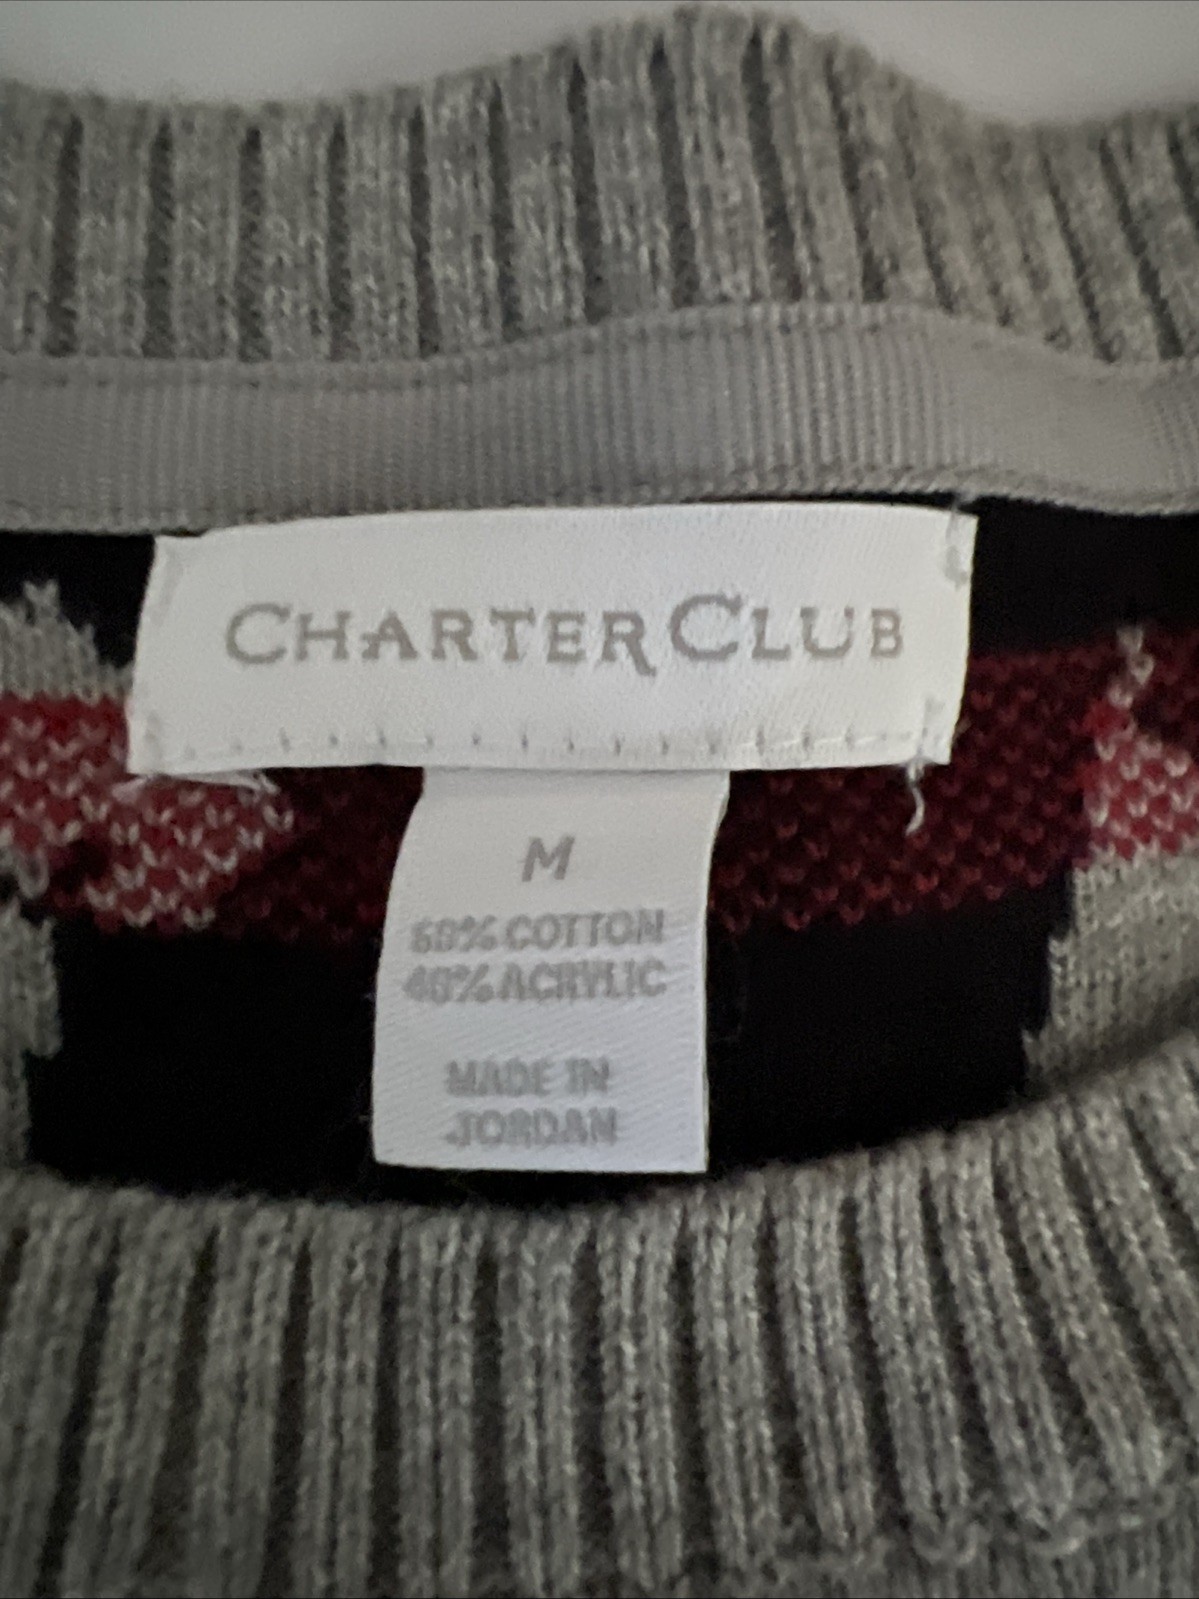 CHARTER CLUB
M
60% COTTON
40% ACRYLIC
MADE IN
JORDAN